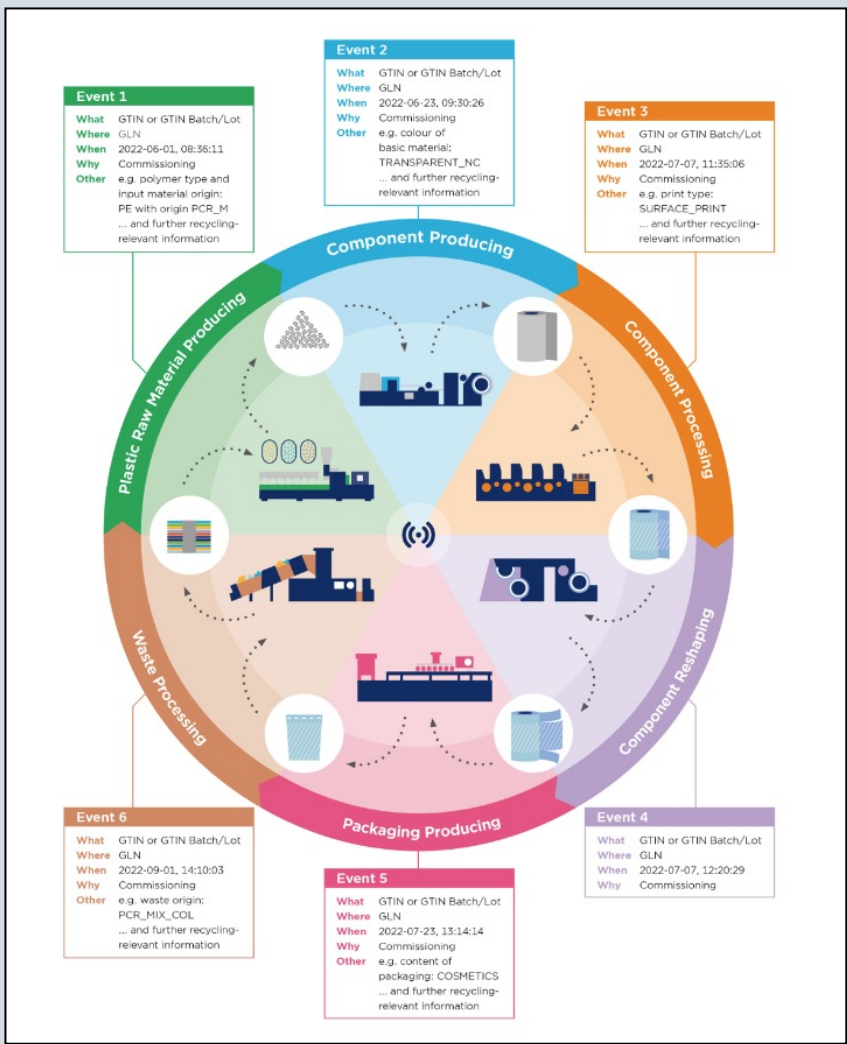 Event 1
What GTIN or GTIN Batch/Lot
Where GLN
When 2022-06-01, 08:36:11
Why Commissioning
Other e.g. polymer type and
input material origin:
PE with origin PCR_M
... and further recycling-
relevant information
Event 2
What GTIN or GTIN Batch/Lot
Where GLN
When 2022-06-23, 09:30:26
Why Commissioning
Other e.g. colour of
basic material:
TRANSPARENT_NC
... and further recycling-
relevant information
Event 3
What GTIN or GTIN Batch/Lot
Where GLN
When 2022-07-07, 11:35:06
Why Commissioning
Other e.g. print type:
SURFACE_PRINT
... and further recycling-
relevant information
Plastic Raw Material Producing
Component Producing
Component Processing
Component Reshaping
Packaging Producing
Waste Processing
Event 6
What GTIN or GTIN Batch/Lot
Where GLN
When 2022-09-01, 14:10:03
Why Commissioning
Other e.g. waste origin:
PCR_MIX_COL
... and further recycling-
relevant information
Event 5
What GTIN or GTIN Batch/Lot
Where GLN
When 2022-07-23, 13:14:14
Why Commissioning
Other e.g. content of
packaging: COSMETICS
... and further recycling-
relevant information
Event 4
What GTIN or GTIN Batch/Lot
Where GLN
When 2022-07-07, 12:20:29
Why Commissioning